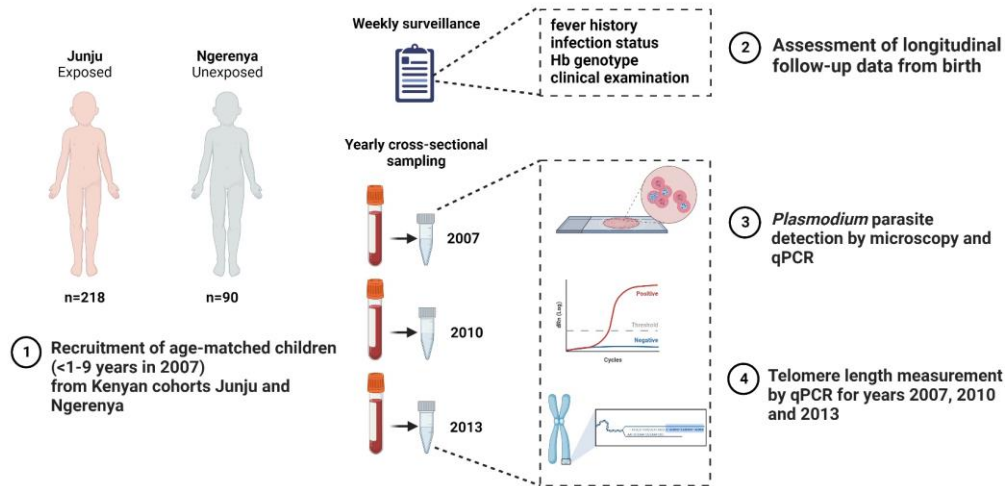 Junju
Exposed
Ngerenya
Unexposed
n=218
n=90
1
Recruitment of age-matched children
(<1-9 years in 2007)
from Kenyan cohorts Junju and
Ngerenya
Weekly surveillance
fever history
infection status
Hb genotype
clinical examination
2
Assessment of longitudinal
follow-up data from birth
Yearly cross-sectional
sampling
2007
2010
2013
3
Plasmodium parasite
detection by microscopy and
qPCR
dRn (Log)
Positive
Threshold
Negative
Cycles
4
Telomere length measurement
by qPCR for years 2007, 2010
and 2013